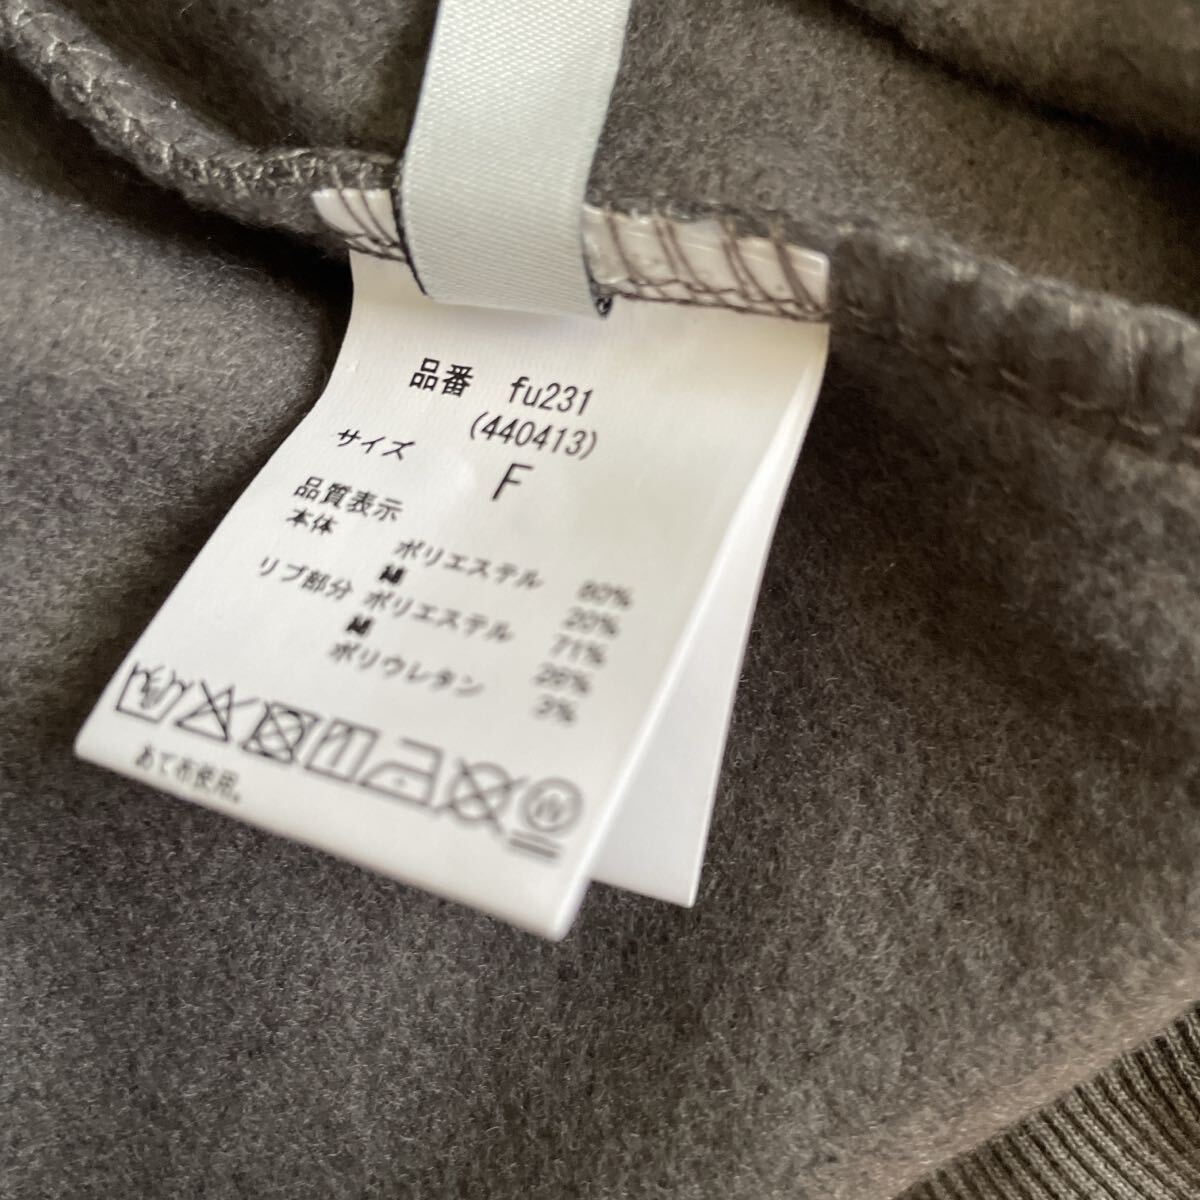 品番 fu231
(440413)
サイズ F
品質表示
本体 ポリエステル 80%
綿 20%
リブ部分 ポリエステル 71%
綿 26%
ポリウレタン 3%
あて布使用。